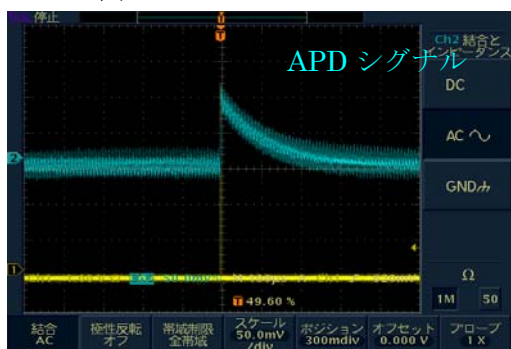 停止
Ch2 結合と
インピーダンス
APD シグナル
DC
AC
GND
2
1
Ω
1M 50
49.60 %
結合
AC
極性反転
オフ
帯域制限
全帯域
スケール
50.0mV
/div
ポジション
300mdiv
オフセット
0.000 V
プローブ
1 X